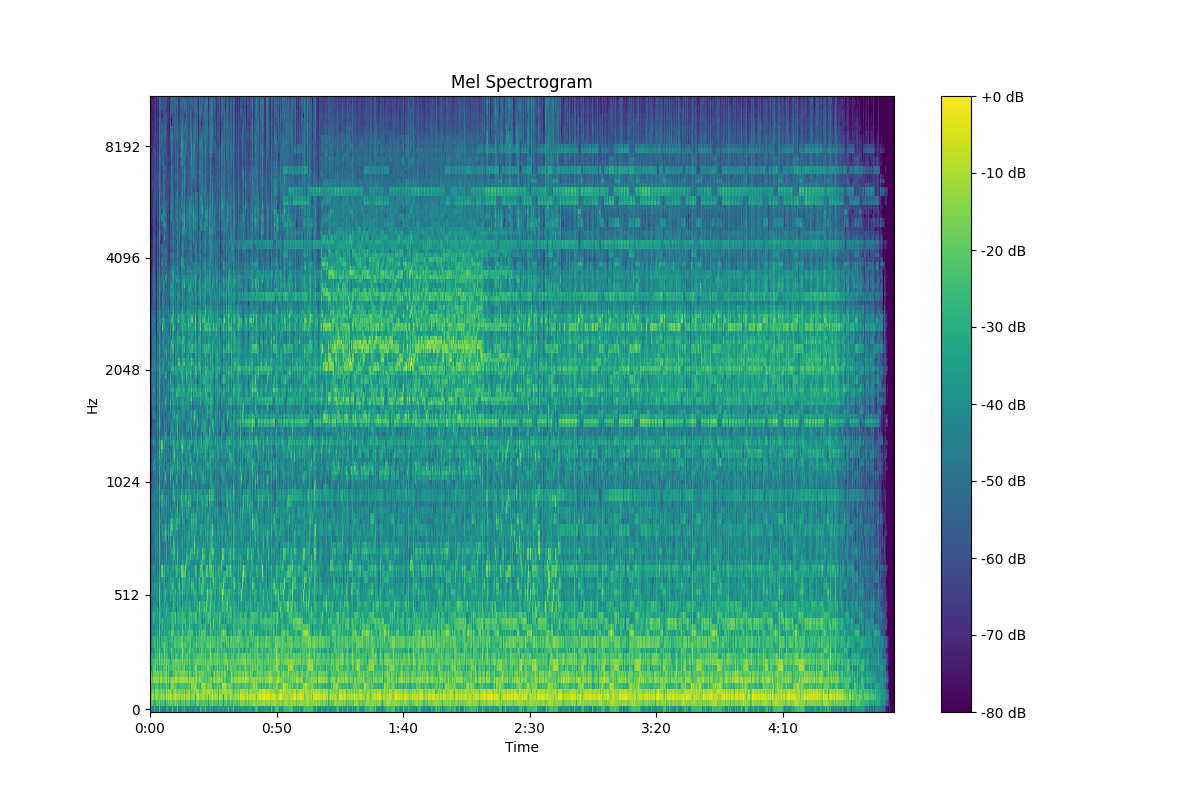 Mel Spectrogram
Hz
8192
4096
2048
1024
512
0
0:00 0:50 1:40 2:30 3:20 4:10
Time
+0 dB
-10 dB
-20 dB
-30 dB
-40 dB
-50 dB
-60 dB
-70 dB
-80 dB